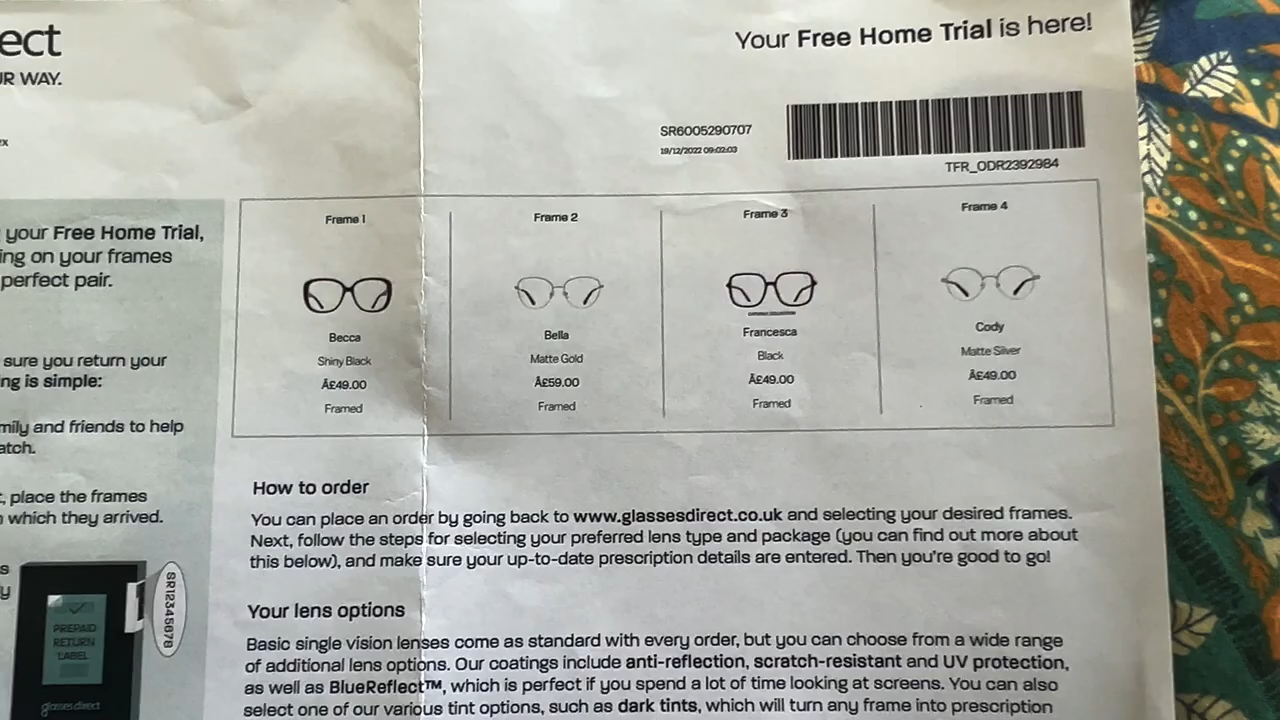 ect
UR WAY.
Your Free Home Trial is here!
SR6005290707
19/12/2022 09:02:03
TFR_ODR2392984
your Free Home Trial,
ing on your frames
perfect pair.
sure you return your
ng is simple:
mily and friends to help
atch.
, place the frames
which they arrived.
s
y
PREPAID
RETURN
LABEL
glassesdirect
SR12345678
Frame 1
Becca
Shiny Black
£49.00
Framed
Frame 2
Bella
Matte Gold
£59.00
Framed
Frame 3
Francesca
Black
£49.00
Framed
Frame 4
Cody
Matte Silver
£49.00
Framed
How to order
You can place an order by going back to www.glassesdirect.co.uk and selecting your desired frames.
Next, follow the steps for selecting your preferred lens type and package (you can find out more about
this below), and make sure your up-to-date prescription details are entered. Then you're good to go!
Your lens options
Basic single vision lenses come as standard with every order, but you can choose from a wide range
of additional lens options. Our coatings include anti-reflection, scratch-resistant and UV protection,
as well as BlueReflect™, which is perfect if you spend a lot of time looking at screens. You can also
select one of our various tint options, such as dark tints, which will turn any frame into prescription